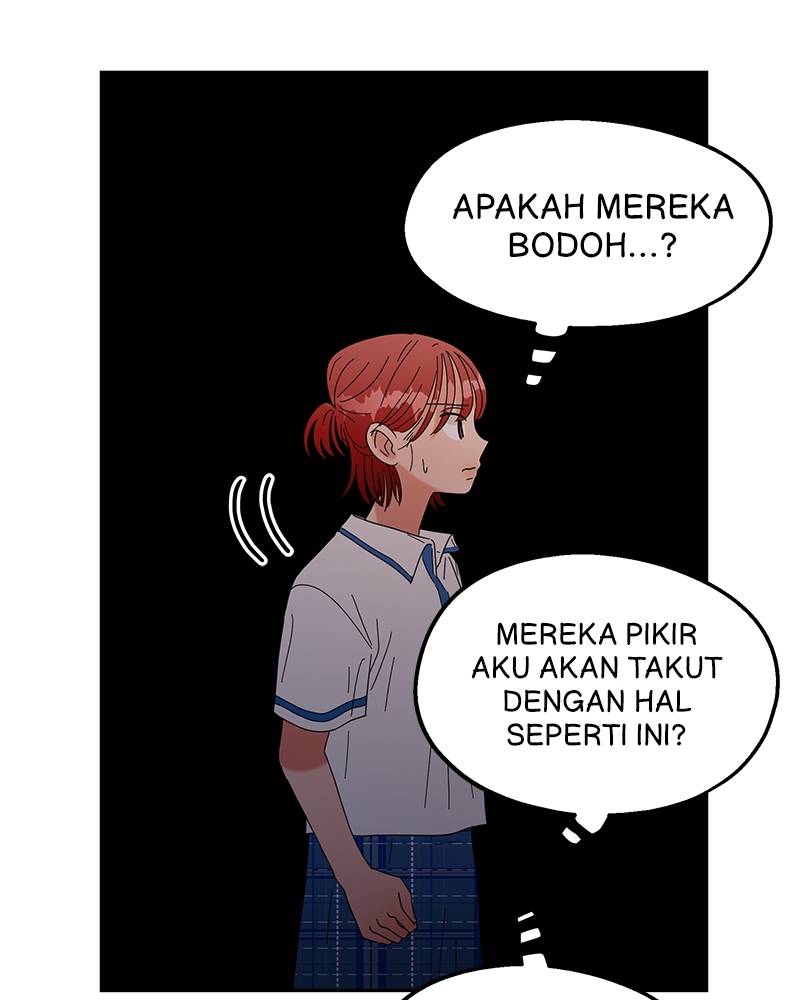 APAKAH MEREKA
BODOH...?
MEREKA PIKIR
AKU AKAN TAKUT
DENGAN HAL
SEPERTI INI?